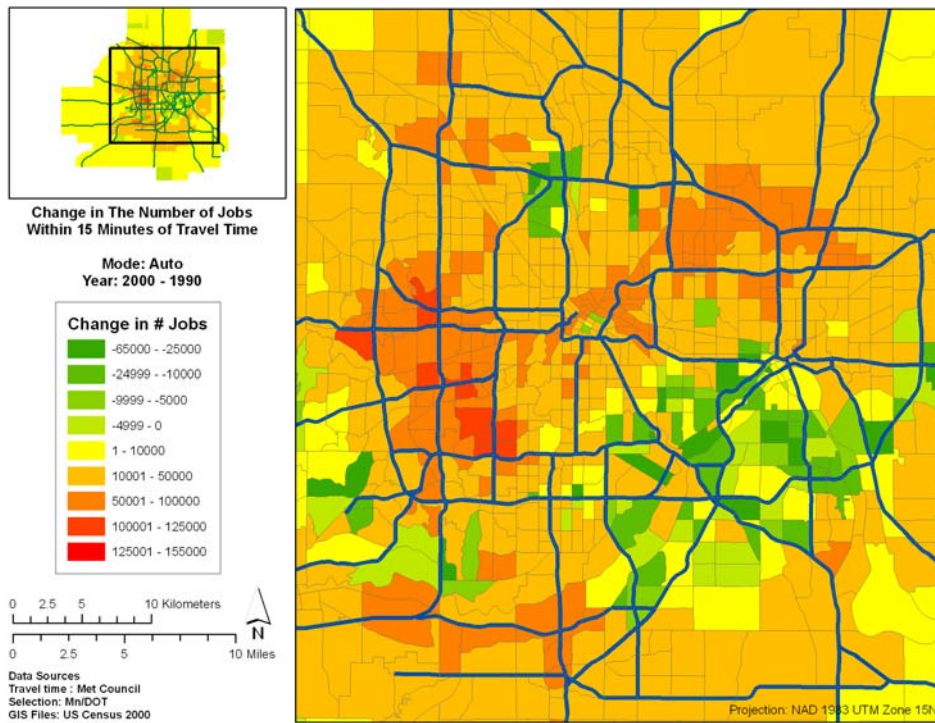 Change in The Number of Jobs
Within 15 Minutes of Travel Time
Mode: Auto
Year: 2000 - 1990
Change in # Jobs
-65000 - -25000
-24999 - -10000
-9999 - -5000
-4999 - 0
1 - 10000
10001 - 50000
50001 - 100000
100001 - 125000
125001 - 155000
0 2.5 5 10 Kilometers
N
0 2.5 5 10 Miles
Data Sources
Travel time : Met Council
Selection: Mn/DOT
GIS Files: US Census 2000
Projection: NAD 1983 UTM Zone 15N